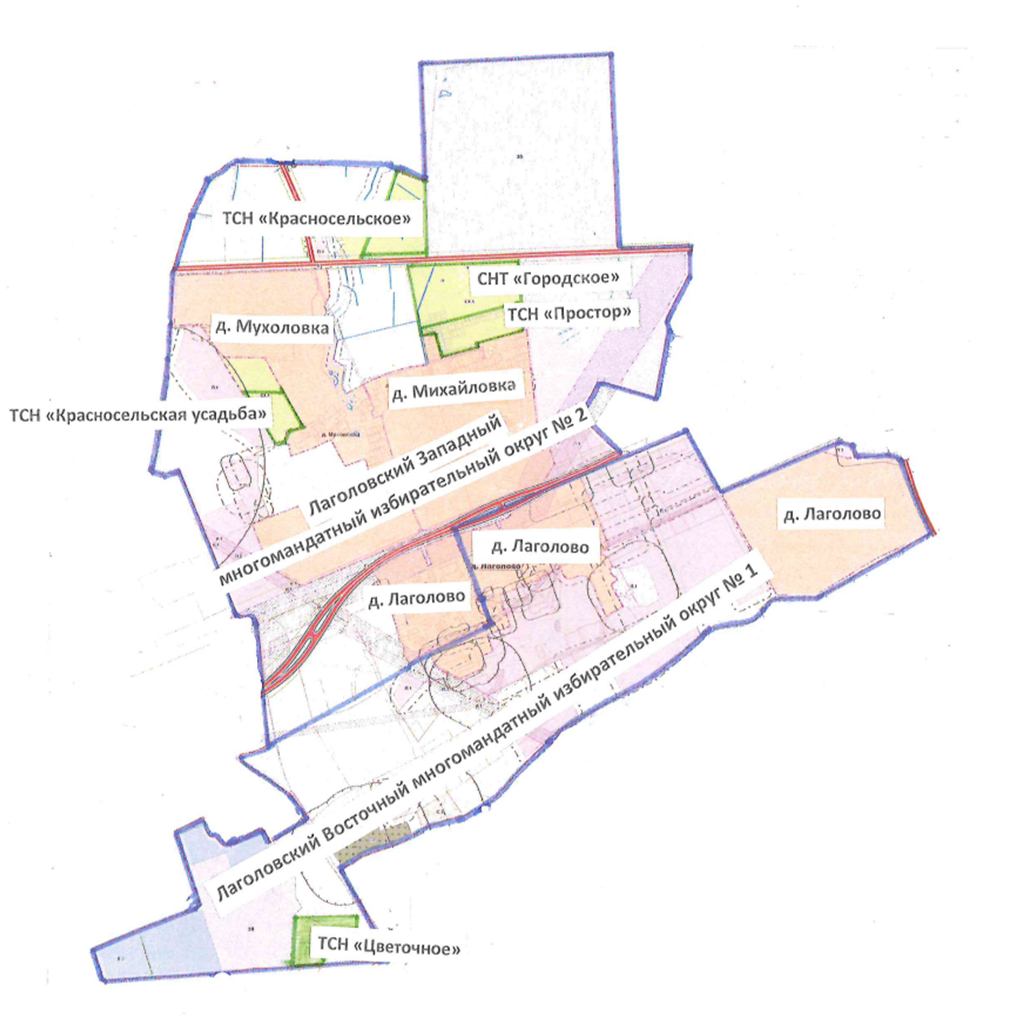 ТСН «Красносельское»
СНТ «Городское»
ТСН «Простор»
д. Мухоловка
д. Михайловка
ТСН «Красносельская усадьба»
Лаголовский Западный
многомандатный избирательный округ № 2
д. Лаголово
д. Лаголово
д. Лаголово
д. Лаголово
Лаголовский Восточный многомандатный избирательный округ № 1
ТСН «Цветочное»